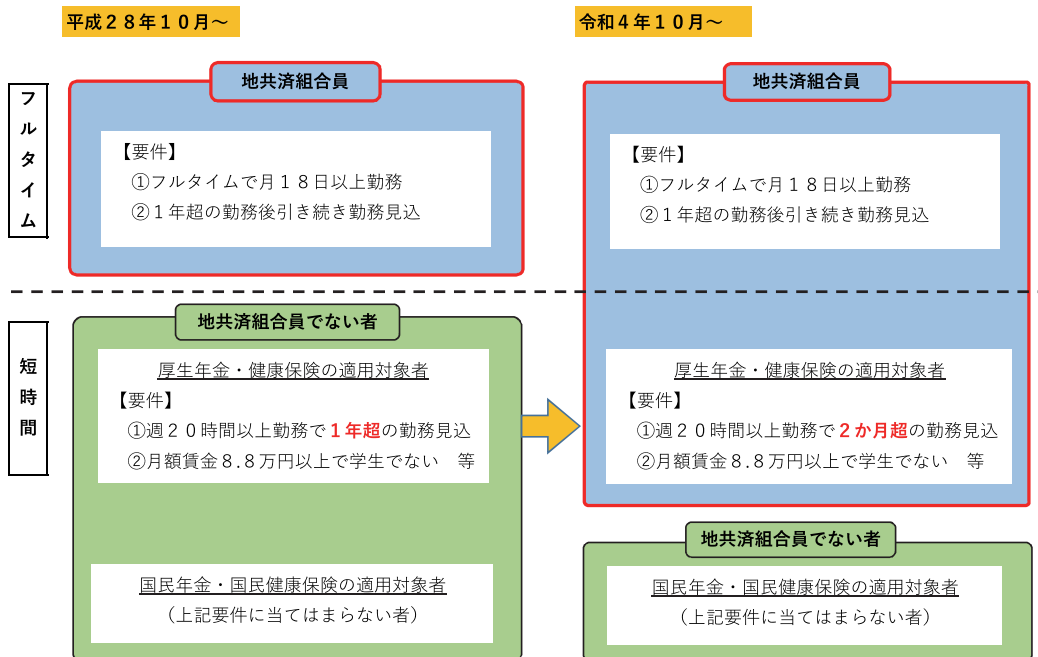 平成２８年１０月～
令和４年１０月～
フルタイム
地共済組合員
【要件】
①フルタイムで月１８日以上勤務
②１年超の勤務後引き続き勤務見込
地共済組合員
【要件】
①フルタイムで月１８日以上勤務
②１年超の勤務後引き続き勤務見込
短時間
地共済組合員でない者
厚生年金・健康保険の適用対象者
【要件】
①週２０時間以上勤務で１年超の勤務見込
②月額賃金８.８万円以上で学生でない　等
国民年金・国民健康保険の適用対象者
（上記要件に当てはまらない者）
厚生年金・健康保険の適用対象者
【要件】
①週２０時間以上勤務で２か月超の勤務見込
②月額賃金８.８万円以上で学生でない　等
地共済組合員でない者
国民年金・国民健康保険の適用対象者
（上記要件に当てはまらない者）